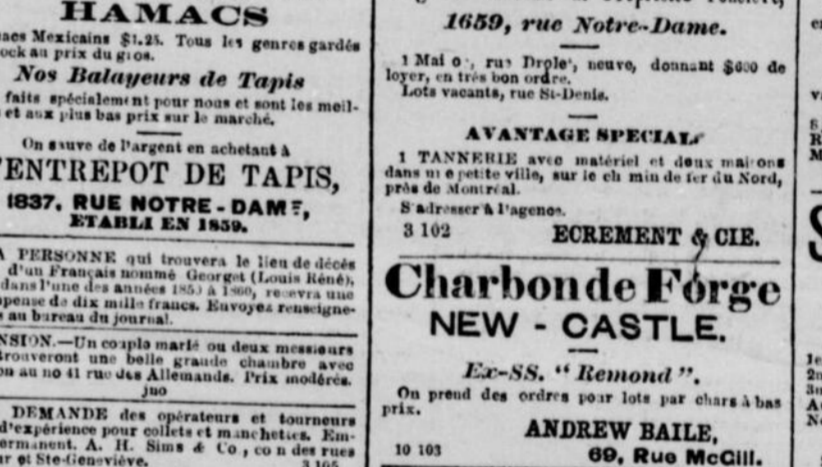 HAMACS
acs Mexicains $1.25. Tous les genres gardés
ock au prix du gros.
Nos Balayeurs de Tapis
faits spécialement pour nous et sont les meil-
et aux plus bas prix sur le marché.
On sauve de l'argent en achetant à
'ENTREPOT DE TAPIS,
1837, RUE NOTRE-DAME,
ETABLI EN 1859.
A PERSONNE qui trouvera le lieu de décès
d'un Français nommé Georget (Louis Réné),
dans l'une des années 1850 à 1860, recevra une
pense de dix mille francs. Envoyez renseigne-
au bureau du journal.
NSION.—Un couple marié ou deux messieurs
trouveront une belle grande chambre avec
on au no 41 rue des Allemands. Prix modérés.
jno
DEMANDE des opérateurs et tourneurs
d'expérience pour collets et manchettes. Em-
ermanent. A. H. Sims & Co, coin des rues
r et Ste-Geneviève.
3 105
1659, rue Notre-Dame.
1 Maison, rue Drolet, neuve, donnant $600 de
loyer, en très bon ordre.
Lots vacants, rue St-Denis.
AVANTAGE SPECIAL
1 TANNERIE avec matériel et deux maisons
dans une petite ville, sur le chemin de fer du Nord,
près de Montréal.
S'adresser à l'agence.
3 102 ECREMENT & CIE.
Charbon de Forge
NEW - CASTLE.
Ex-SS. "Remond".
On prend des ordres pour lots par chars à bas
prix.
ANDREW BAILE,
10 103 69, Rue McGill.